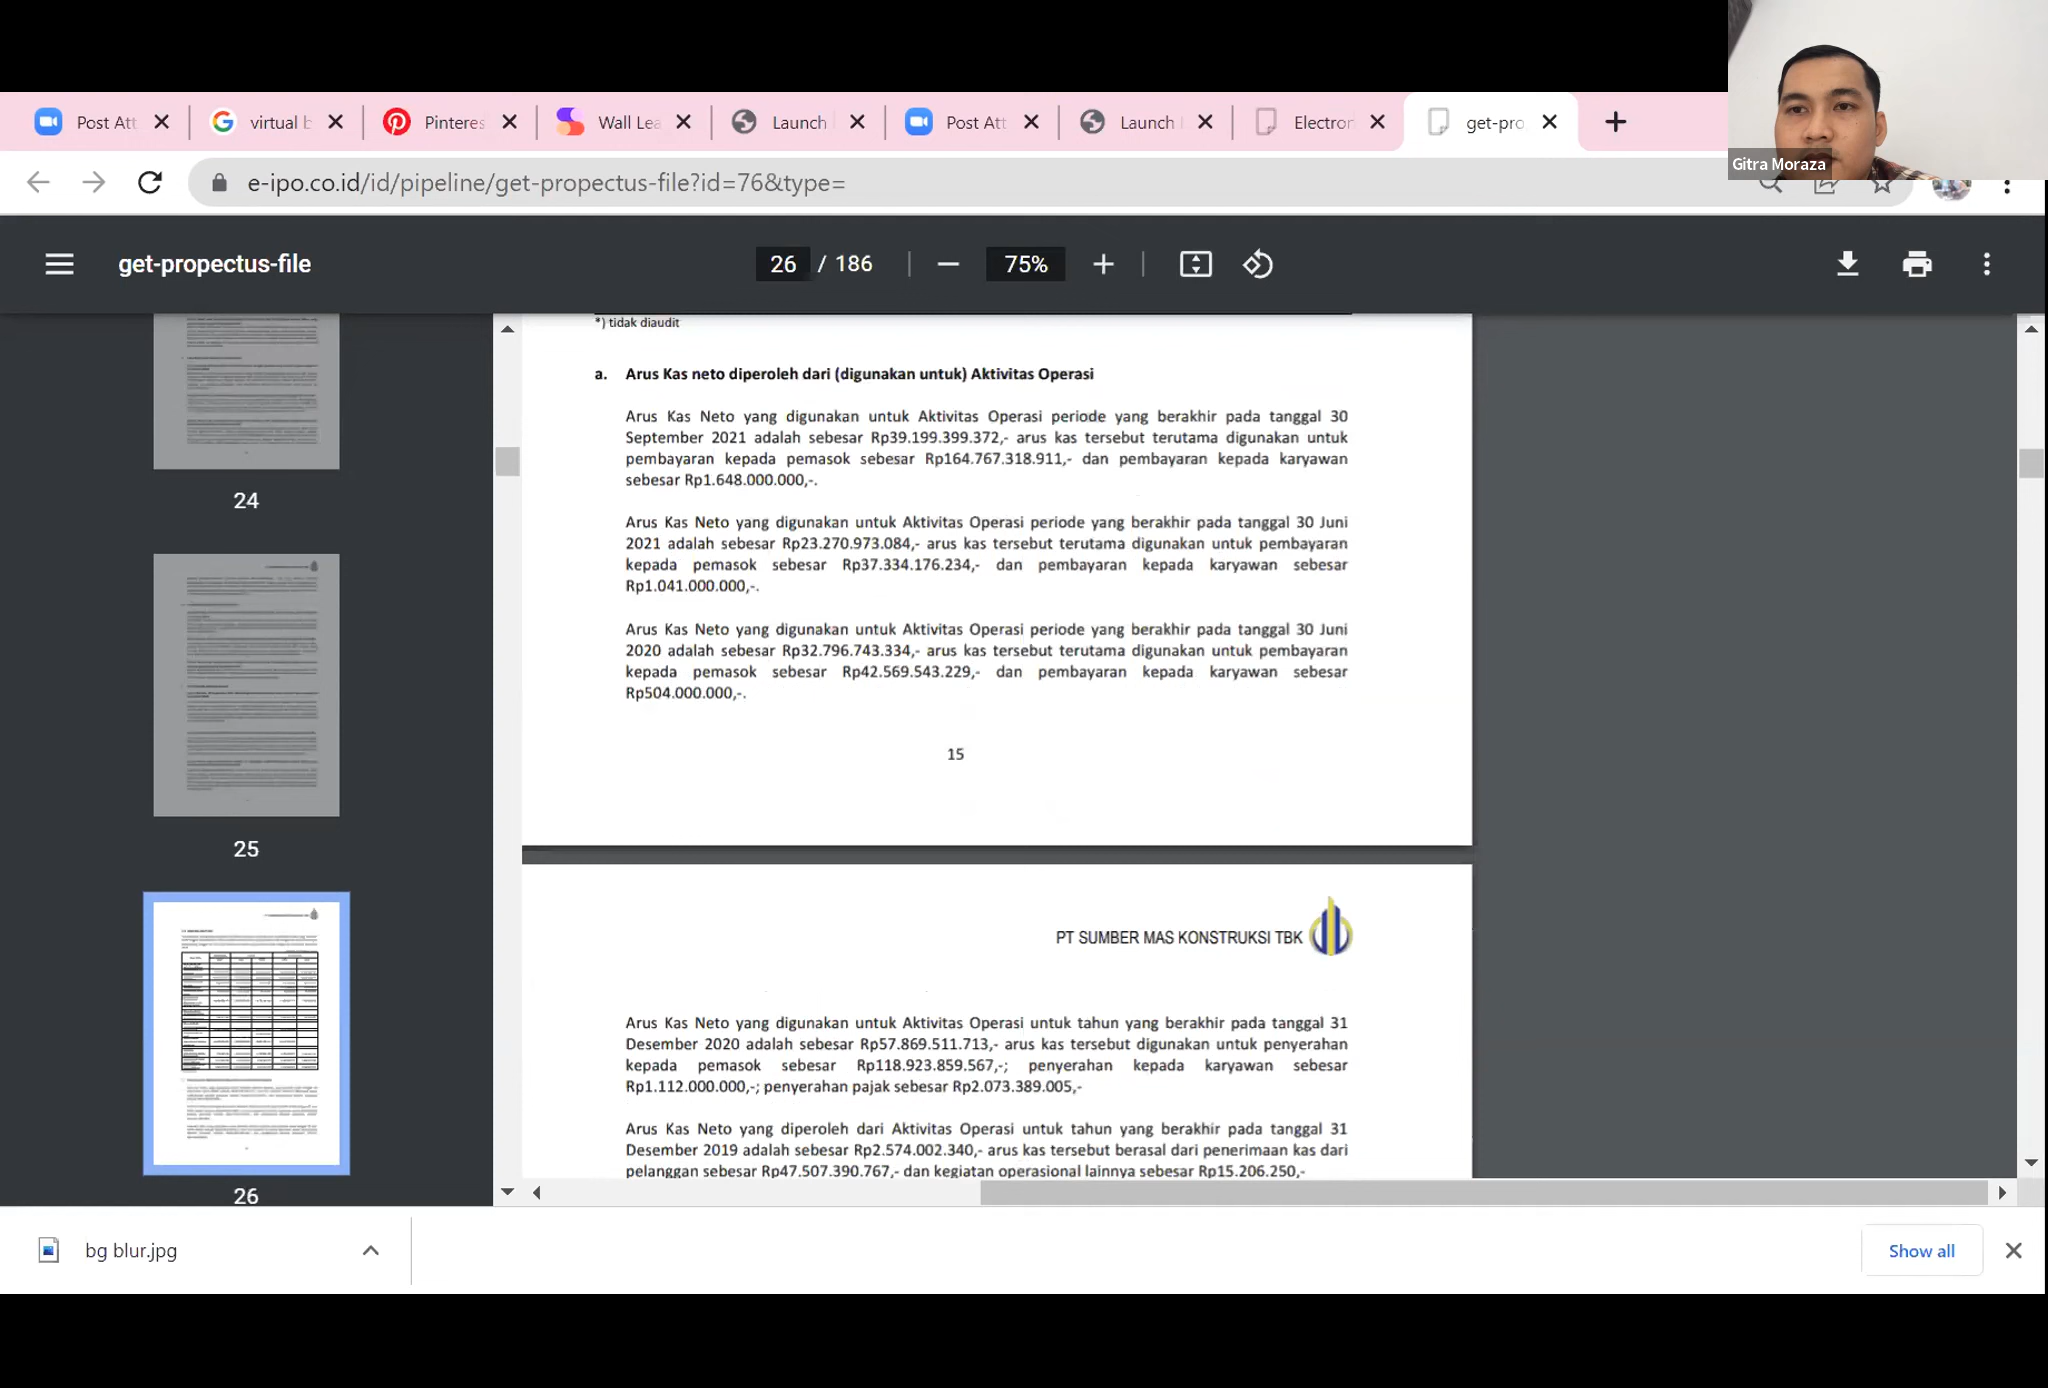 Post Att
virtual b
Pinteres
Wall Lea
Launch
Post Att
Launch
Electron
get-pro
Gitra Moraza
e-ipo.co.id/id/pipeline/get-propectus-file?id=76&type=
get-propectus-file
26 / 186
75%
24
25
26
*) tidak diaudit
a. Arus Kas neto diperoleh dari (digunakan untuk) Aktivitas Operasi
Arus Kas Neto yang digunakan untuk Aktivitas Operasi periode yang berakhir pada tanggal 30
September 2021 adalah sebesar Rp39.199.399.372,- arus kas tersebut terutama digunakan untuk
pembayaran kepada pemasok sebesar Rp164.767.318.911,- dan pembayaran kepada karyawan
sebesar Rp1.648.000.000,-.
Arus Kas Neto yang digunakan untuk Aktivitas Operasi periode yang berakhir pada tanggal 30 Juni
2021 adalah sebesar Rp23.270.973.084,- arus kas tersebut terutama digunakan untuk pembayaran
kepada pemasok sebesar Rp37.334.176.234,- dan pembayaran kepada karyawan sebesar
Rp1.041.000.000,-.
Arus Kas Neto yang digunakan untuk Aktivitas Operasi periode yang berakhir pada tanggal 30 Juni
2020 adalah sebesar Rp32.796.743.334,- arus kas tersebut terutama digunakan untuk pembayaran
kepada pemasok sebesar Rp42.569.543.229,- dan pembayaran kepada karyawan sebesar
Rp504.000.000,-.
15
PT SUMBER MAS KONSTRUKSI TBK
Arus Kas Neto yang digunakan untuk Aktivitas Operasi untuk tahun yang berakhir pada tanggal 31
Desember 2020 adalah sebesar Rp57.869.511.713,- arus kas tersebut digunakan untuk penyerahan
kepada pemasok sebesar Rp118.923.859.567,-; penyerahan kepada karyawan sebesar
Rp1.112.000.000,-; penyerahan pajak sebesar Rp2.073.389.005,-
Arus Kas Neto yang diperoleh dari Aktivitas Operasi untuk tahun yang berakhir pada tanggal 31
Desember 2019 adalah sebesar Rp2.574.002.340,- arus kas tersebut berasal dari penerimaan kas dari
pelanggan sebesar Rp47.507.390.767,- dan kegiatan operasional lainnya sebesar Rp15.206.250,-
bg blur.jpg
Show all